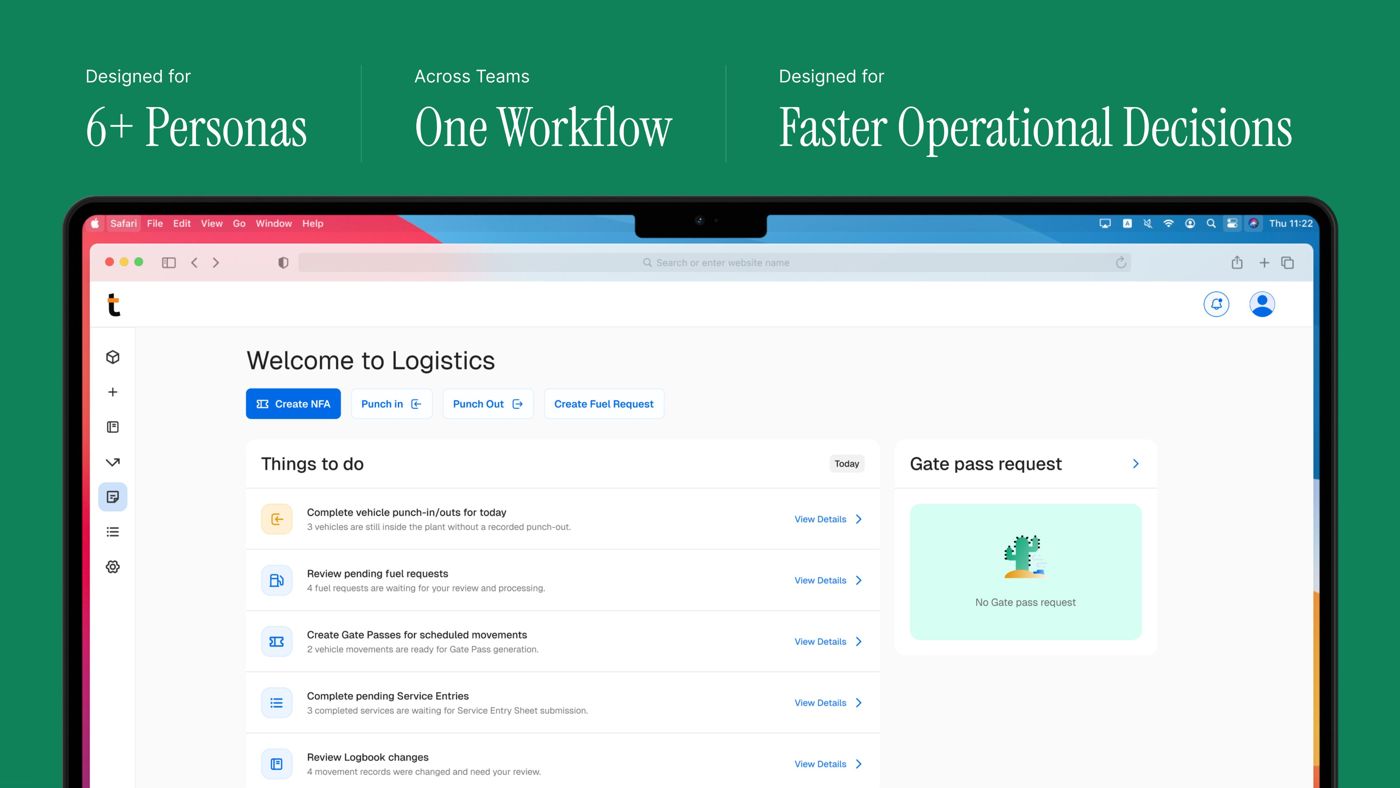 Designed for
6+ Personas
Across Teams
One Workflow
Designed for
Faster Operational Decisions
Safari File Edit View Go Window Help
A
Thu 11:22
Search or enter website name
t
Welcome to Logistics
Create NFA
Punch in
Punch Out
Create Fuel Request
Things to do
Today
Complete vehicle punch-in/outs for today
3 vehicles are still inside the plant without a recorded punch-out.
View Details
Review pending fuel requests
4 fuel requests are waiting for your review and processing.
View Details
Create Gate Passes for scheduled movements
2 vehicle movements are ready for Gate Pass generation.
View Details
Complete pending Service Entries
3 completed services are waiting for Service Entry Sheet submission.
View Details
Review Logbook changes
4 movement records were changed and need your review.
View Details
Gate pass request
No Gate pass request